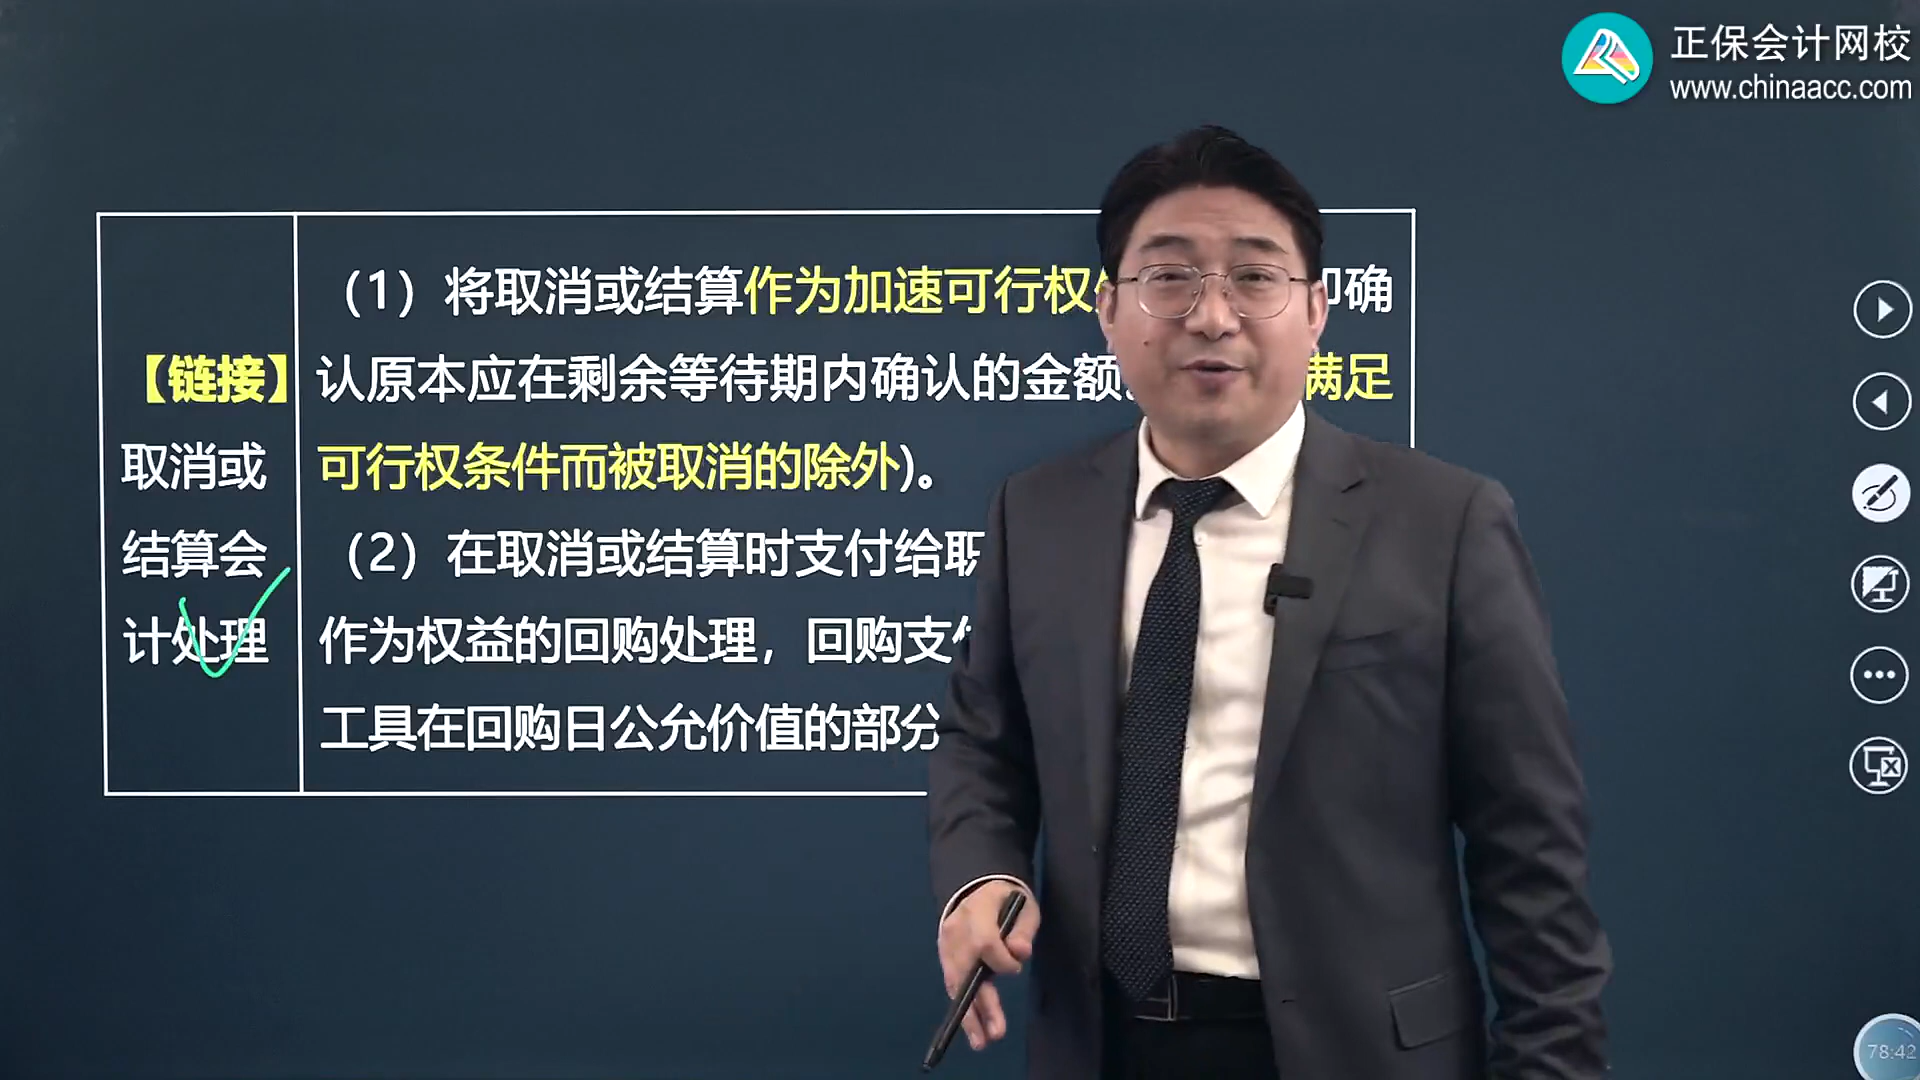 正保会计网校
www.chinaacc.com
【链接】
取消或
结算会
计处理
（1）将取消或结算作为加速可行权 即确
认原本应在剩余等待期内确认的金额 满足
可行权条件而被取消的除外)。
（2）在取消或结算时支付给职
作为权益的回购处理，回购支付
工具在回购日公允价值的部分
78:42